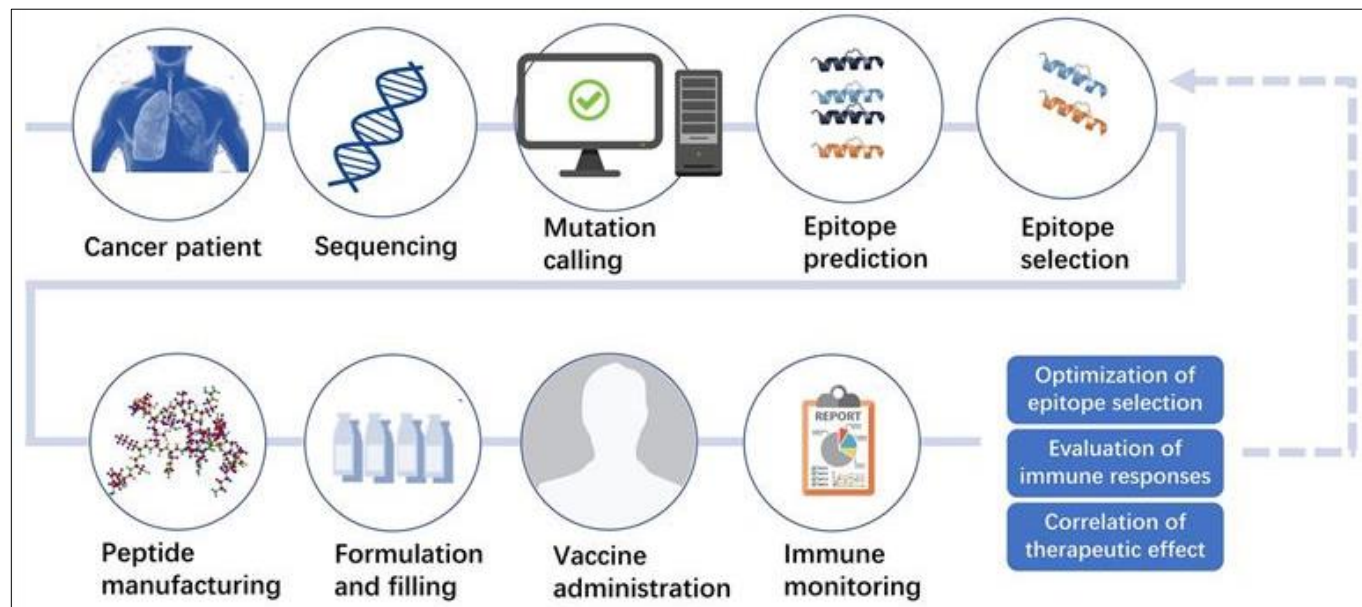 Cancer patient
Sequencing
Mutation
calling
Epitope
prediction
Epitope
selection
Peptide
manufacturing
Formulation
and filling
Vaccine
administration
REPORT
Immune
monitoring
Optimization of
epitope selection
Evaluation of
immune responses
Correlation of
therapeutic effect